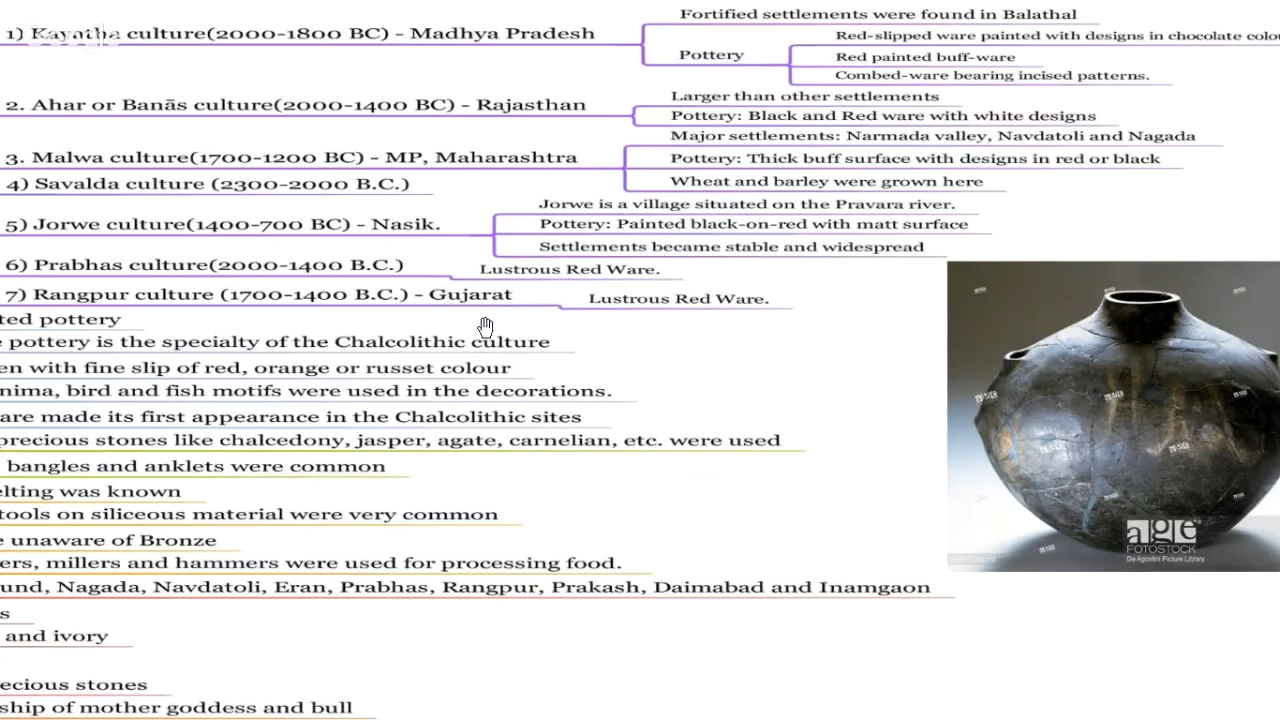 1) Kayatha culture(2000-1800 BC) - Madhya Pradesh
Fortified settlements were found in Balathal
Pottery
Red-slipped ware painted with designs in chocolate colou
Red painted buff-ware
Combed-ware bearing incised patterns.
2. Ahar or Banās culture(2000-1400 BC) - Rajasthan
Larger than other settlements
Pottery: Black and Red ware with white designs
3. Malwa culture(1700-1200 BC) - MP, Maharashtra
Major settlements: Narmada valley, Navdatoli and Nagada
Pottery: Thick buff surface with designs in red or black
Wheat and barley were grown here
4) Savalda culture (2300-2000 B.C.)
5) Jorwe culture(1400-700 BC) - Nasik.
Jorwe is a village situated on the Pravara river.
Pottery: Painted black-on-red with matt surface
Settlements became stable and widespread
6) Prabhas culture(2000-1400 B.C.)
Lustrous Red Ware.
7) Rangpur culture (1700-1400 B.C.) - Gujarat
Lustrous Red Ware.
ted pottery
e pottery is the specialty of the Chalcolithic culture
en with fine slip of red, orange or russet colour
nima, bird and fish motifs were used in the decorations.
are made its first appearance in the Chalcolithic sites
precious stones like chalcedony, jasper, agate, carnelian, etc. were used
bangles and anklets were common
elting was known
tools on siliceous material were very common
e unaware of Bronze
ers, millers and hammers were used for processing food.
und, Nagada, Navdatoli, Eran, Prabhas, Rangpur, Prakash, Daimabad and Inamgaon
s
and ivory
ecious stones
ship of mother goddess and bull
age
FOTOSTOCK
De Agostini Picture Library